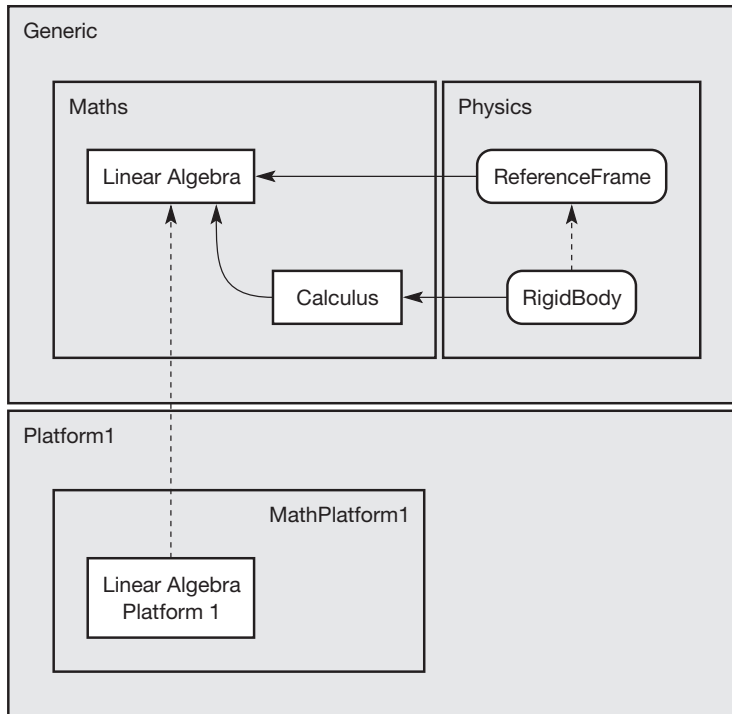 Generic
Maths
Physics
Linear Algebra
ReferenceFrame
Calculus
RigidBody
Platform1
MathPlatform1
Linear Algebra
Platform 1